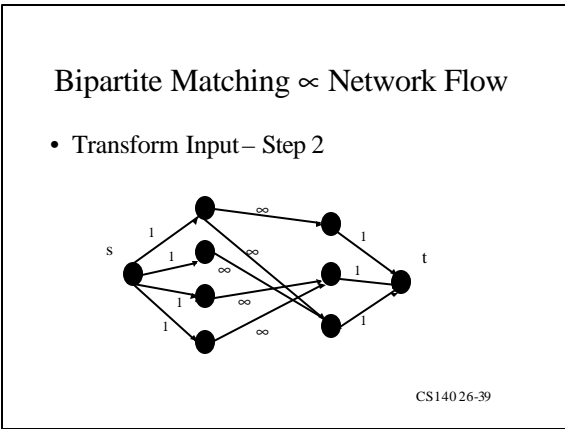 Bipartite Matching ∝ Network Flow
• Transform Input – Step 2
∞
1
1
s
1
∞
t
∞
1
1
∞
1
1
∞
CS140 26-39